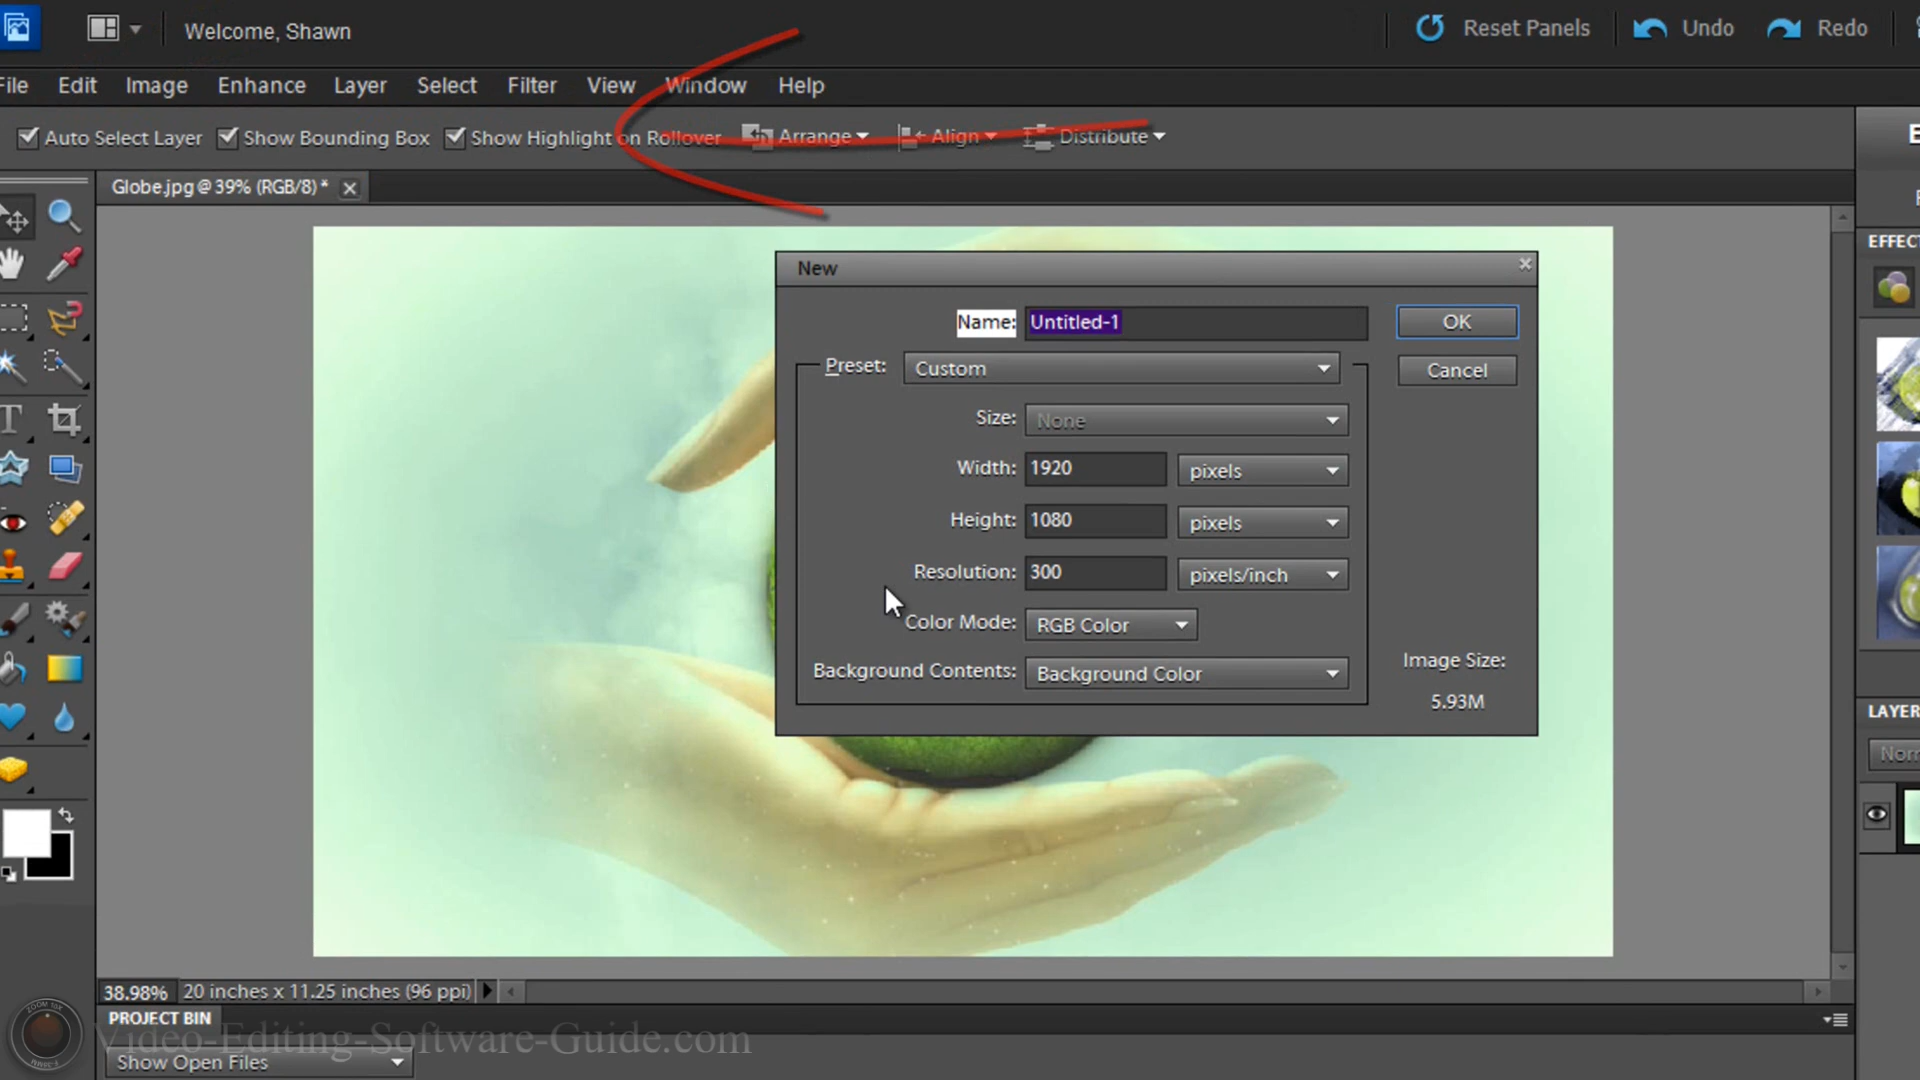 Welcome, Shawn
Reset Panels
Undo
Redo
File Edit Image Enhance Layer Select Filter View Window Help
Auto Select Layer Show Bounding Box Show Highlight on Rollover Arrange Align Distribute
Globe.jpg @ 39% (RGB/8) *
EFFECT
New
Name: Untitled-1
OK
Preset: Custom
Cancel
Size: None
Width: 1920 pixels
Height: 1080 pixels
Resolution: 300 pixels/inch
Color Mode: RGB Color
Background Contents: Background Color
Image Size:
5.93M
LAYER
Norr
38.98% 20 inches x 11.25 inches (96 ppi)
PROJECT BIN
Video-Editing-Software-Guide.com
Show Open Files